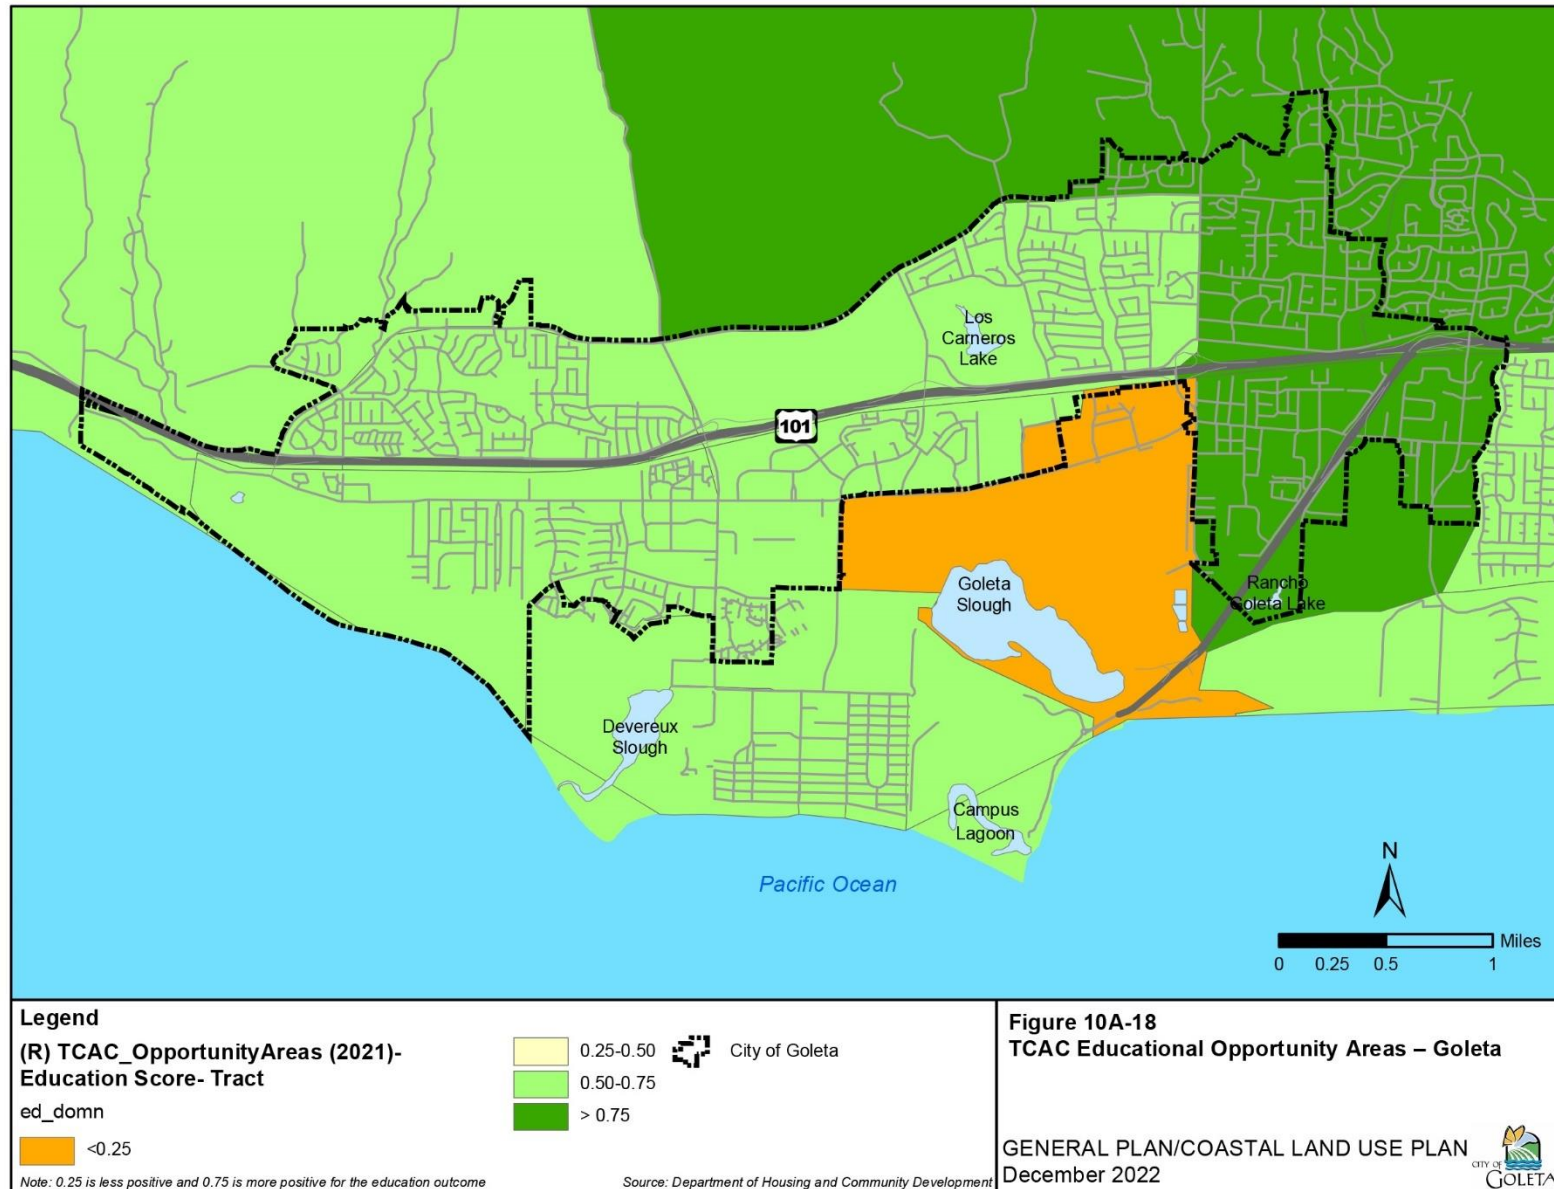 Los
Carneros
Lake
101
Goleta
Slough
Rancho
Goleta Lake
Devereux
Slough
Campus
Lagoon
Pacific Ocean
N
Miles
0 0.25 0.5 1
Legend
(R) TCAC_OpportunityAreas (2021)-
Education Score- Tract
ed_domn
<0.25
0.25-0.50
0.50-0.75
> 0.75
City of Goleta
Note: 0.25 is less positive and 0.75 is more positive for the education outcome
Source: Department of Housing and Community Development
Figure 10A-18
TCAC Educational Opportunity Areas – Goleta
GENERAL PLAN/COASTAL LAND USE PLAN
December 2022
CITY OF
GOLETA